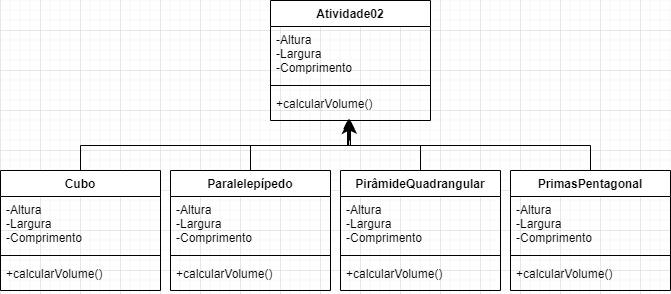 Atividade02
-Altura
-Largura
-Comprimento
+calcularVolume()
Cubo
-Altura
-Largura
-Comprimento
+calcularVolume()
Paralelepípedo
-Altura
-Largura
-Comprimento
+calcularVolume()
PirâmideQuadrangular
-Altura
-Largura
-Comprimento
+calcularVolume()
PrimasPentagonal
-Altura
-Largura
-Comprimento
+calcularVolume()